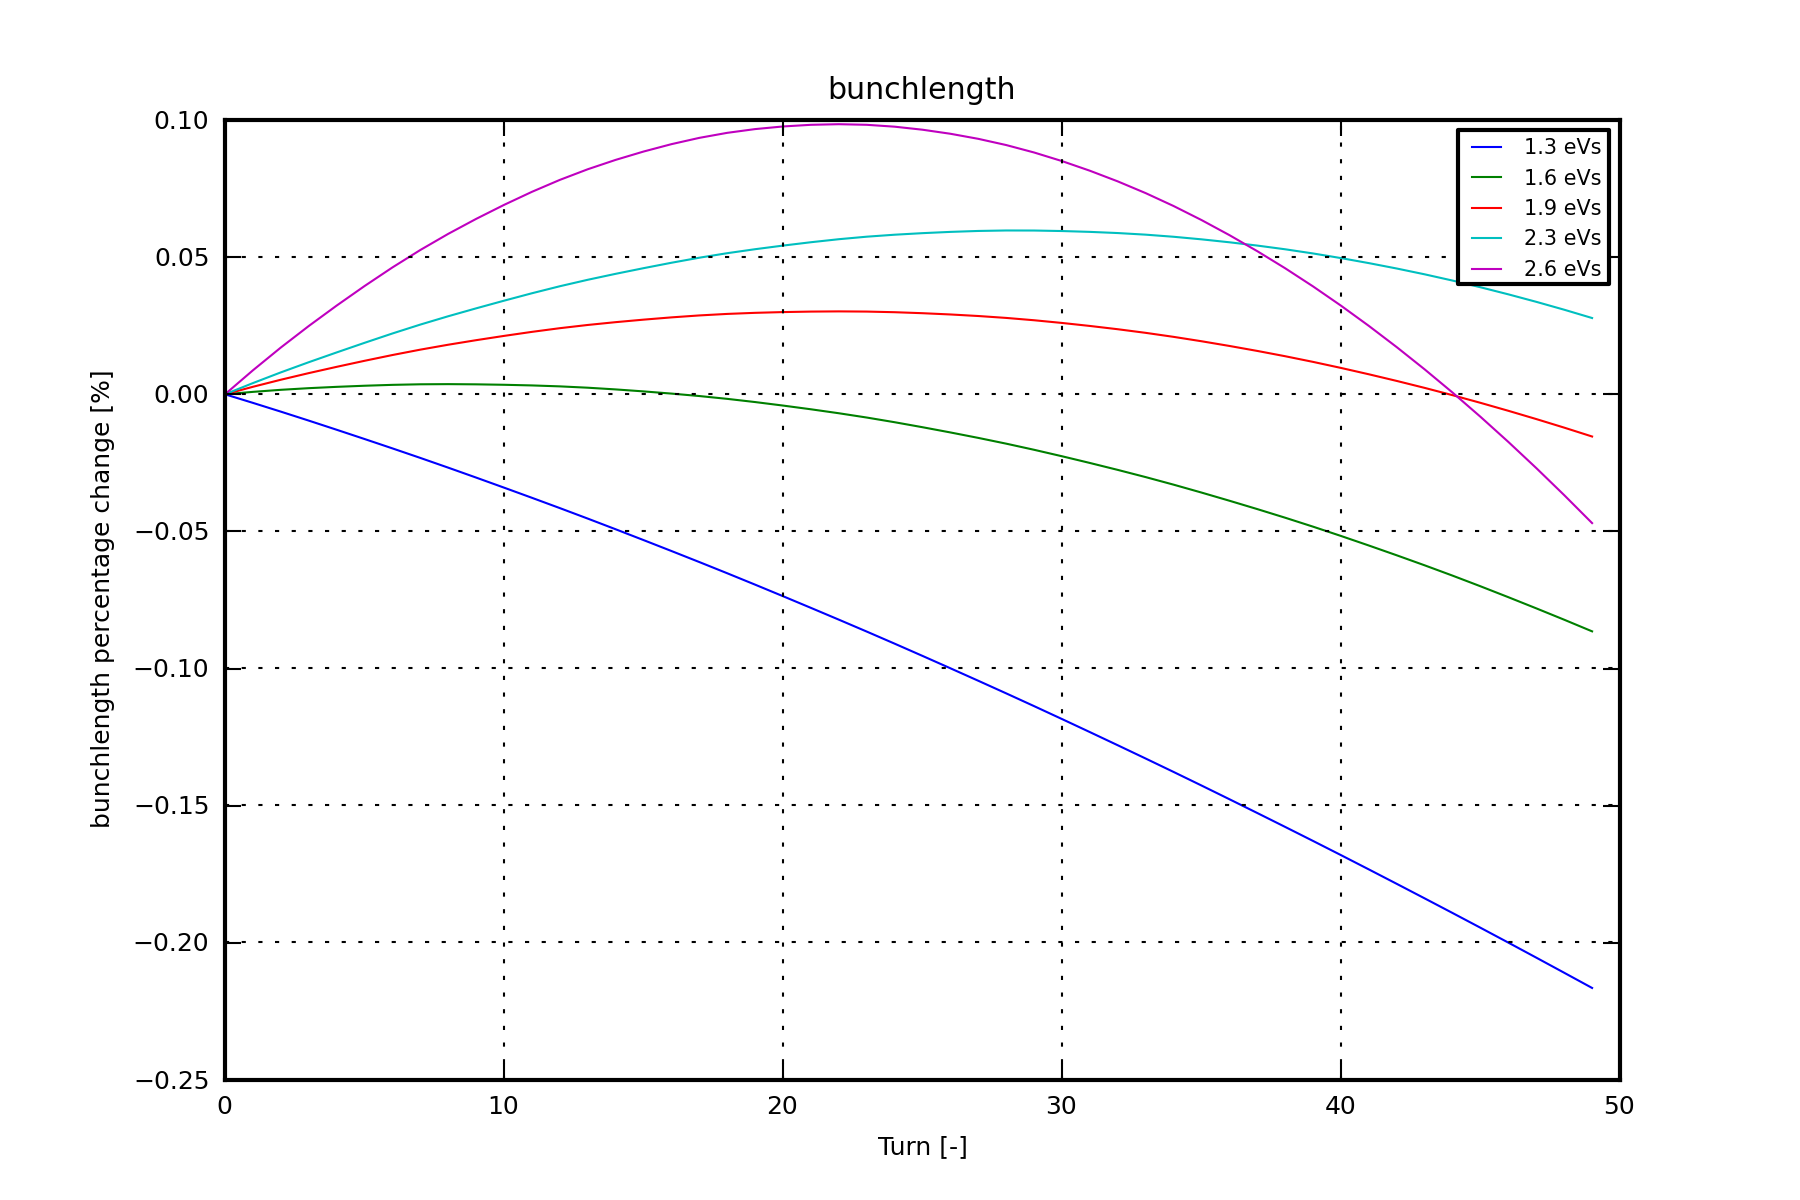 bunchlength
0.10
0.05
0.00
−0.05
−0.10
−0.15
−0.20
−0.25
bunchlength percentage change [%]
1.3 eVs
1.6 eVs
1.9 eVs
2.3 eVs
2.6 eVs
0 10 20 30 40 50
Turn [-]